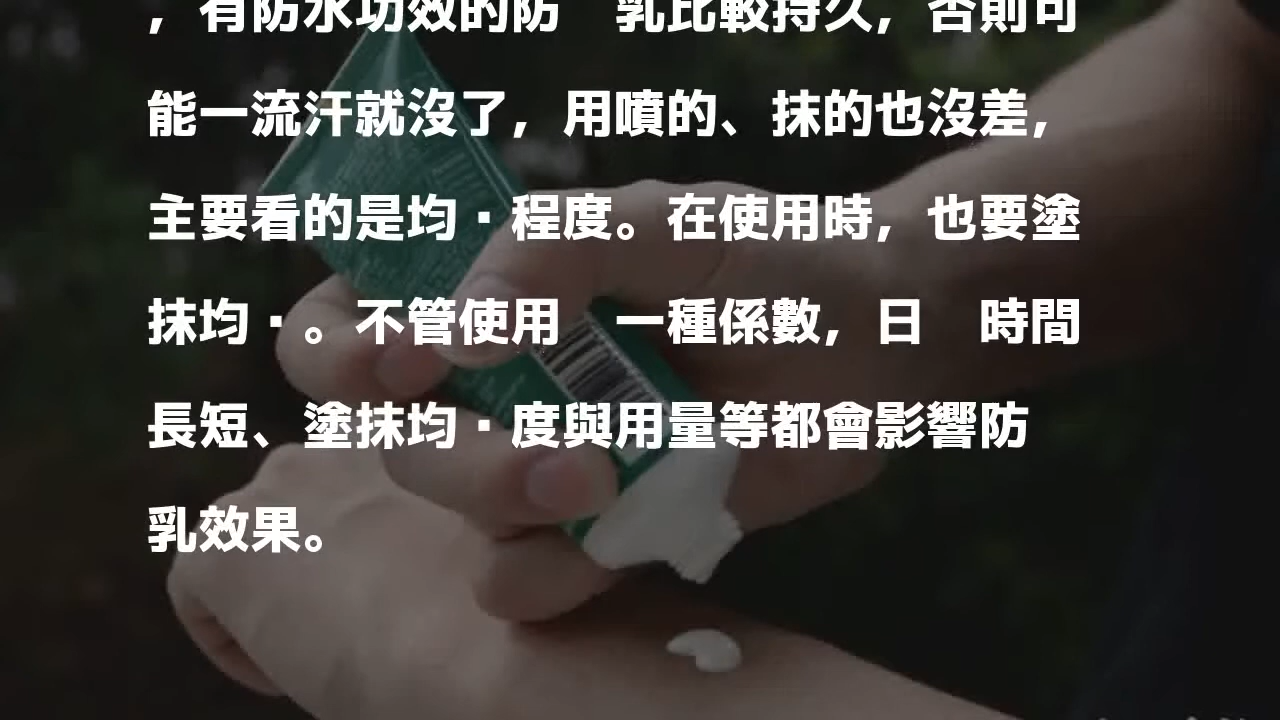 ，有防水功效的防　乳比較持久，否則可
能一流汗就沒了，用噴的、抹的也沒差，
主要看的是均·程度。在使用時，也要塗
抹均·。不管使用　一種係數，日　時間
長短、塗抹均·度與用量等都會影響防
乳效果。